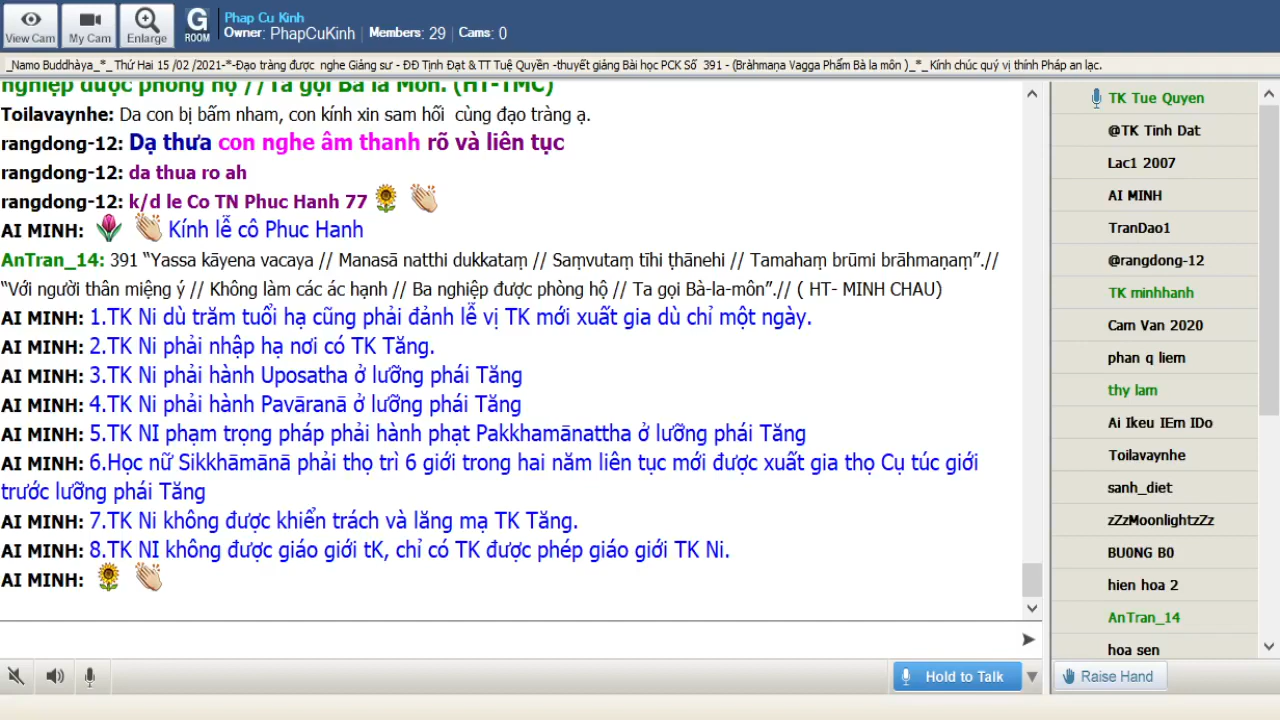 View Cam
My Cam
Enlarge
G
ROOM
Phap Cu Kinh
Owner: PhapCuKinh | Members: 29 | Cams: 0
_Namo Buddhàya_*_ Thứ Hai 15 /02 /2021-*-Đạo tràng được nghe Giảng sư - ĐĐ Tịnh Đạt & TT Tuệ Quyền -thuyết giảng Bài học PCK Số 391 - (Bràhmaṇa Vagga Phẩm Bà la môn )_*_Kính chúc quý vị thính Pháp an lạc.
nghiệp được phòng hộ // Ta gọi Bà la Môn. (HT-TMC)
Toilavaynhe: Da con bị bấm nham, con kính xin sam hối cùng đạo tràng ạ.
rangdong-12: Dạ thưa con nghe âm thanh rõ và liên tục
rangdong-12: da thua ro ah
rangdong-12: k/d le Co TN Phuc Hanh 77
AI MINH: Kính lễ cô Phuc Hanh
AnTran_14: 391 “Yassa kāyena vacaya // Manasā natthi dukkataṃ // Saṃvutaṃ tīhi ṭhānehi // Tamahaṃ brūmi brāhmaṇaṃ”.//
“Với người thân miệng ý // Không làm các ác hạnh // Ba nghiệp được phòng hộ // Ta gọi Bà-la-môn”.// ( HT- MINH CHAU)
AI MINH: 1.TK Ni dù trăm tuổi hạ cũng phải đảnh lễ vị TK mới xuất gia dù chỉ một ngày.
AI MINH: 2.TK Ni phải nhập hạ nơi có TK Tăng.
AI MINH: 3.TK Ni phải hành Uposatha ở lưỡng phái Tăng
AI MINH: 4.TK Ni phải hành Pavāranā ở lưỡng phái Tăng
AI MINH: 5.TK NI phạm trọng pháp phải hành phạt Pakkhamānattha ở lưỡng phái Tăng
AI MINH: 6.Học nữ Sikkhāmānā phải thọ trì 6 giới trong hai năm liên tục mới được xuất gia thọ Cụ túc giới
trước lưỡng phái Tăng
AI MINH: 7.TK Ni không được khiển trách và lăng mạ TK Tăng.
AI MINH: 8.TK NI không được giáo giới tK, chỉ có TK được phép giáo giới TK Ni.
AI MINH:
Hold to Talk
TK Tue Quyen
@TK Tinh Dat
Lac1 2007
AI MINH
TranDao1
@rangdong-12
TK minhhanh
Cam Van 2020
phan q liem
thy lam
Ai Ikeu IEm IDo
Toilavaynhe
sanh_diet
zZzMoonlightzZz
BU0NG B0
hien hoa 2
AnTran_14
hoa sen
Raise Hand